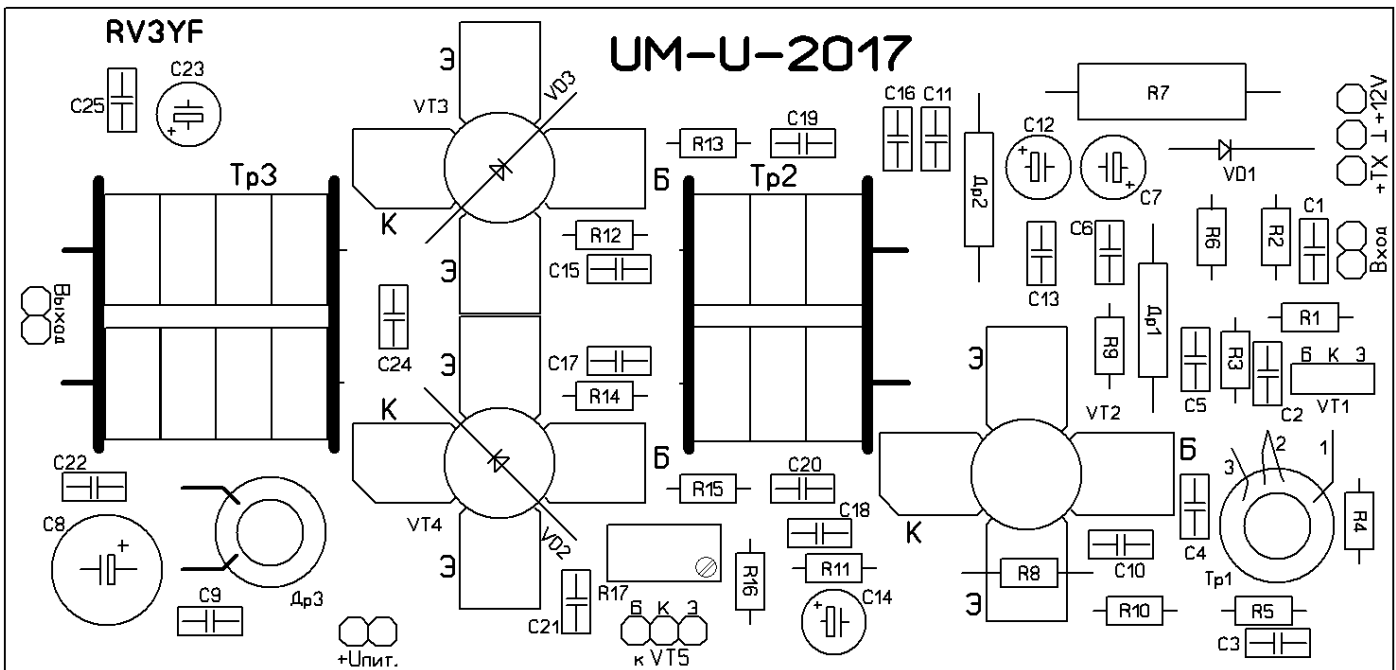 RV3YF
UM-U-2017
C23
C25
VT3
Э
VD3
C16
C11
R7
+12V
⊥
+TX
R13
C19
C12
VD1
C7
Тр3
К
Б
Тр2
Др2
R12
C15
Э
C6
C13
R6
R2
C1
Вход
Выход
C24
Э
C17
R14
Э
R9
Др1
C5
R3
R1
Б К Э
C2
VT1
VT2
К
Б
C22
C8
VT4
VD2
R15
C20
C18
К
Б
C4
3
2
1
R4
Тр1
C9
Др3
Э
C21
R17
R16
R11
C14
R8
C10
Э
R10
R5
C3
+Uпит.
Б К Э
к VT5